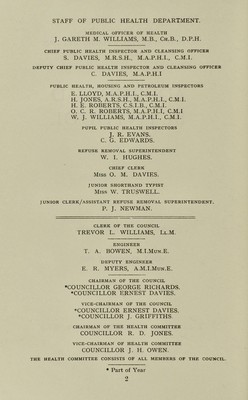 STAFF OF PUBLIC HEALTH DEPARTMENT.
MEDICAL OFFICER OF HEALTH
J. GARETH M. WILLIAMS, M.B., CH.B., D.P.H.
CHIEF PUBLIC HEALTH INSPECTOR AND CLEANSING OFFICER
S. DAVIES, M.R.S.H., M.A.P.H.I., C.M.I.
DEPUTY CHIEF PUBLIC HEALTH INSPECTOR AND CLEANSING OFFICER
C. DAVIES, M.A.P.H.I
PUBLIC HEALTH, HOUSING AND PETROLEUM INSPECTORS
E. LLOYD, M.A.P.H.I., C.M.I.
H. JONES, A.R.S.H., M.A.P.H.I., C.M.I.
H. E. ROBERTS, C.S.I.B., C.M.I.
O. C. R. ROBERTS, M.A.P.H.I., C.M.I.
W. J. WILLIAMS, M.A.P.H.I., C.M.I.
PUPIL PUBLIC HEALTH INSPECTORS
J. R. EVANS.
C. G. EDWARDS.
REFUSE REMOVAL SUPERINTENDENT
W. I. HUGHES.
CHIEF CLERK
Miss O. M. DAVIES.
JUNIOR SHORTHAND TYPIST
Miss W. TRUSWELL.
JUNIOR CLERK/ASSISTANT REFUSE REMOVAL SUPERINTENDENT.
P. J. NEWMAN.
CLERK OF THE COUNCIL
TREVOR L. WILLIAMS, LL.M.
ENGINEER
T. A. BOWEN, M.I.MUN.E.
DEPUTY ENGINEER
E. R. MYERS, A.M.I.MUN.E.
CHAIRMAN OF THE COUNCIL
*COUNCILLOR GEORGE RICHARDS.
*COUNCILLOR ERNEST DAVIES.
VICE-CHAIRMAN OF THE COUNCIL
*COUNCILLOR ERNEST DAVIES.
*COUNCILLOR J. GRIFFITHS
CHAIRMAN OF THE HEALTH COMMITTEE
COUNCILLOR R. D. JONES.
VICE-CHAIRMAN OF HEALTH COMMITTEE
COUNCILLOR J. H. OWEN.
THE HEALTH COMMITTEE CONSISTS OF ALL MEMBERS OF THE COUNCIL.
* Part of Year
2